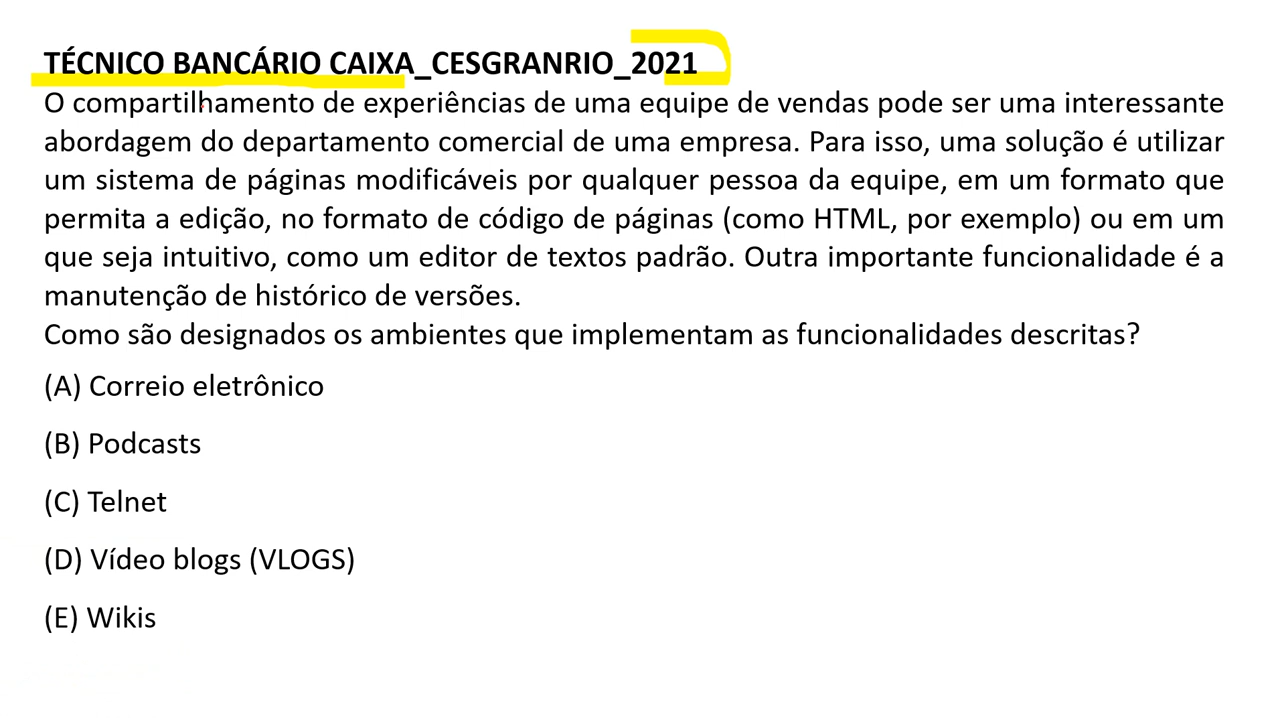 TÉCNICO BANCÁRIO CAIXA_CESGRANRIO_2021
O compartilhamento de experiências de uma equipe de vendas pode ser uma interessante
abordagem do departamento comercial de uma empresa. Para isso, uma solução é utilizar
um sistema de páginas modificáveis por qualquer pessoa da equipe, em um formato que
permita a edição, no formato de código de páginas (como HTML, por exemplo) ou em um
que seja intuitivo, como um editor de textos padrão. Outra importante funcionalidade é a
manutenção de histórico de versões.
Como são designados os ambientes que implementam as funcionalidades descritas?
(A) Correio eletrônico
(B) Podcasts
(C) Telnet
(D) Vídeo blogs (VLOGS)
(E) Wikis